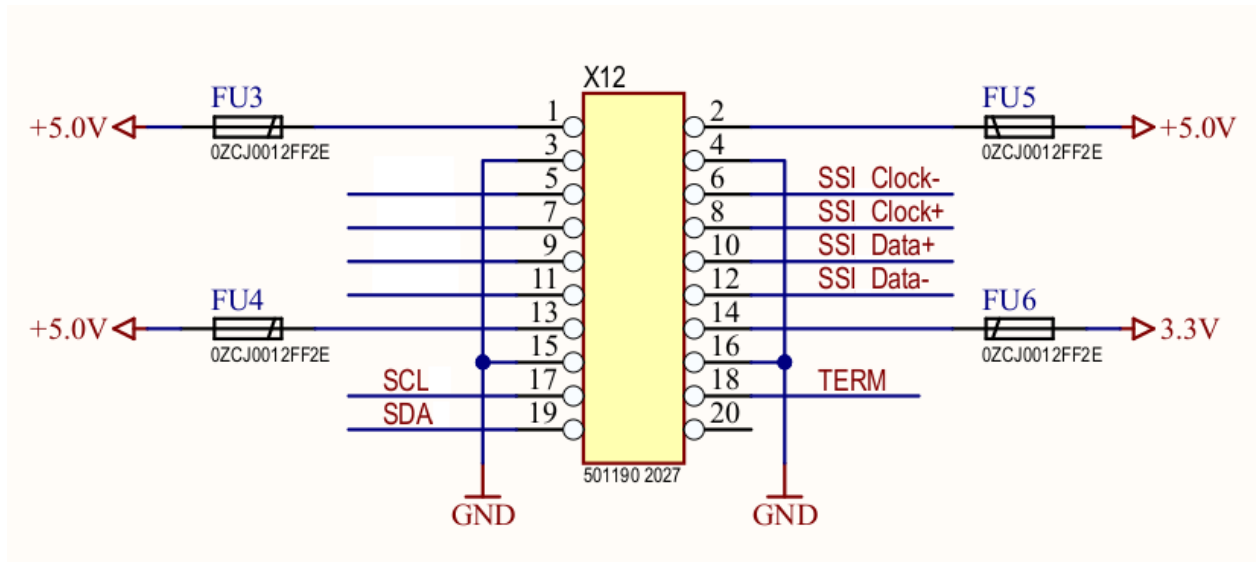 X12
FU3
FU5
+5.0V
1
2
+5.0V
0ZCJ0012FF2E
0ZCJ0012FF2E
3
4
5
6
SSI Clock-
7
8
SSI Clock+
9
10
SSI Data+
11
12
SSI Data-
FU4
FU6
+5.0V
13
14
3.3V
0ZCJ0012FF2E
0ZCJ0012FF2E
15
16
SCL
17
18
TERM
SDA
19
20
501190 2027
GND
GND